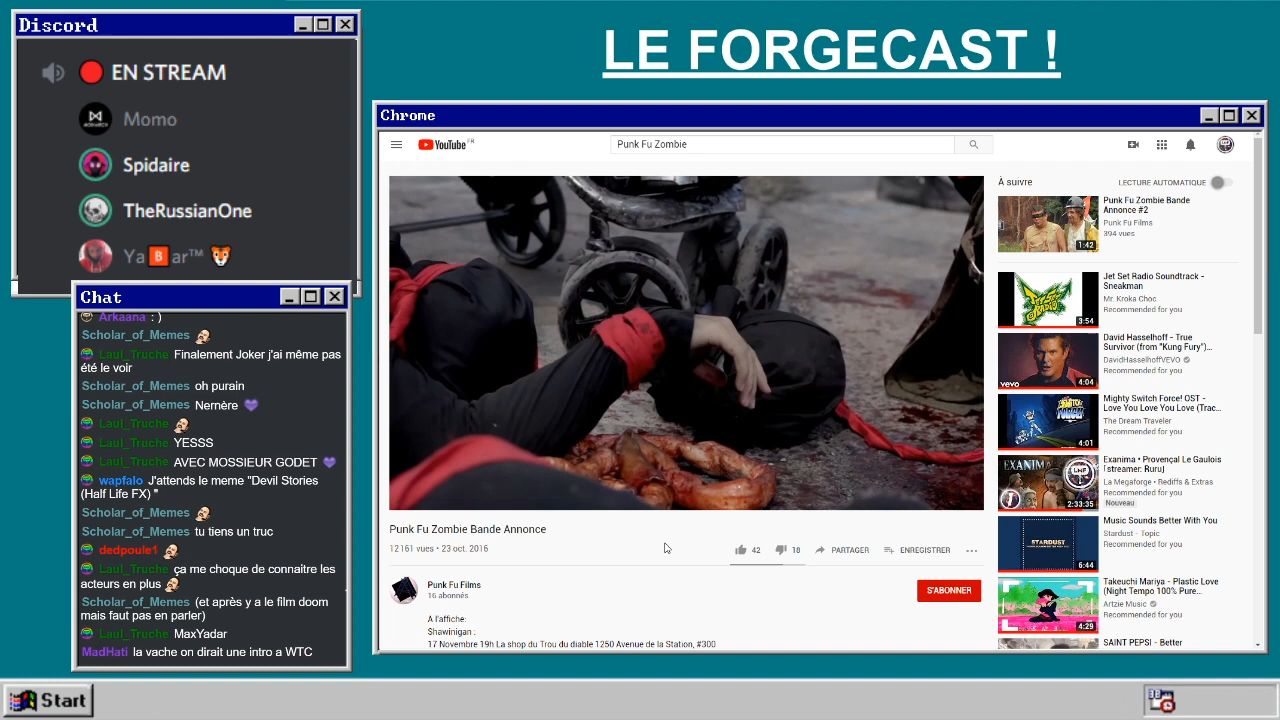 Discord
EN STREAM
Momo
Spidaire
TheRussianOne
Ya🅱ar™ 🐯
LE FORGECAST !
Chat
Arkaana : )
Scholar_of_Memes
Laul_Truche Finalement Joker j'ai même pas
été le voir
Scholar_of_Memes oh purain
Scholar_of_Memes Nernère 💜
Laul_Truche
Laul_Truche YESSS
Laul_Truche AVEC MOSSIEUR GODET 💜
wapfalo J'attends le meme "Devil Stories
(Half Life FX) "
Scholar_of_Memes
Scholar_of_Memes tu tiens un truc
dedpoule1
Laul_Truche ça me choque de connaitre les
acteurs en plus
Scholar_of_Memes (et après y a le film doom
mais faut pas en parler)
Laul_Truche MaxYadar
MadHati la vache on dirait une intro a WTC
Chrome
YouTube FR
Punk Fu Zombie
Punk Fu Zombie Bande Annonce
12 161 vues • 23 oct. 2016
42
18
PARTAGER
ENREGISTRER
Punk Fu Films
16 abonnés
S'ABONNER
A l'affiche:
Shawinigan :
17 Novembre 19h La shop du Trou du diable 1250 Avenue de la Station, #300
À suivre
LECTURE AUTOMATIQUE
Punk Fu Zombie Bande
Annonce #2
Punk Fu Films
394 vues
1:42
Jet Set Radio Soundtrack -
Sneakman
Mr. Kroka Choc
Recommended for you
3:54
David Hasselhoff - True
Survivor (from "Kung Fury")...
DavidHasselhoffVEVO
Recommended for you
vevo
4:04
Mighty Switch Force! OST -
Love You Love You Love (Trac...
The Dream Traveler
Recommended for you
4:01
Exanima • Provençal Le Gaulois
[streamer: Ruru]
La Megaforge • Rediffs & Extras
Recommended for you
Nouveau
EXANIMA
2:33:35
Music Sounds Better With You
Stardust - Topic
Recommended for you
STARDUST
6:44
Takeuchi Mariya - Plastic Love
(Night Tempo 100% Pure...
Artzie Music
Recommended for you
4:29
SAINT PEPSI - Better
Start